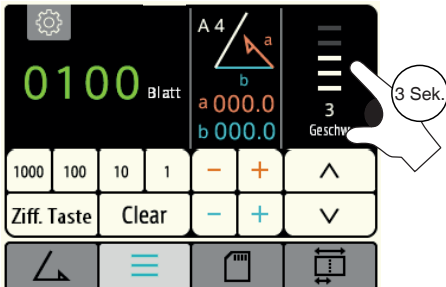 A 4
a
b
0100 Blatt
a 000.0
b 000.0
3
Geschw
3 Sek.
1000 100 10 1 - +
Ziff. Taste Clear - +